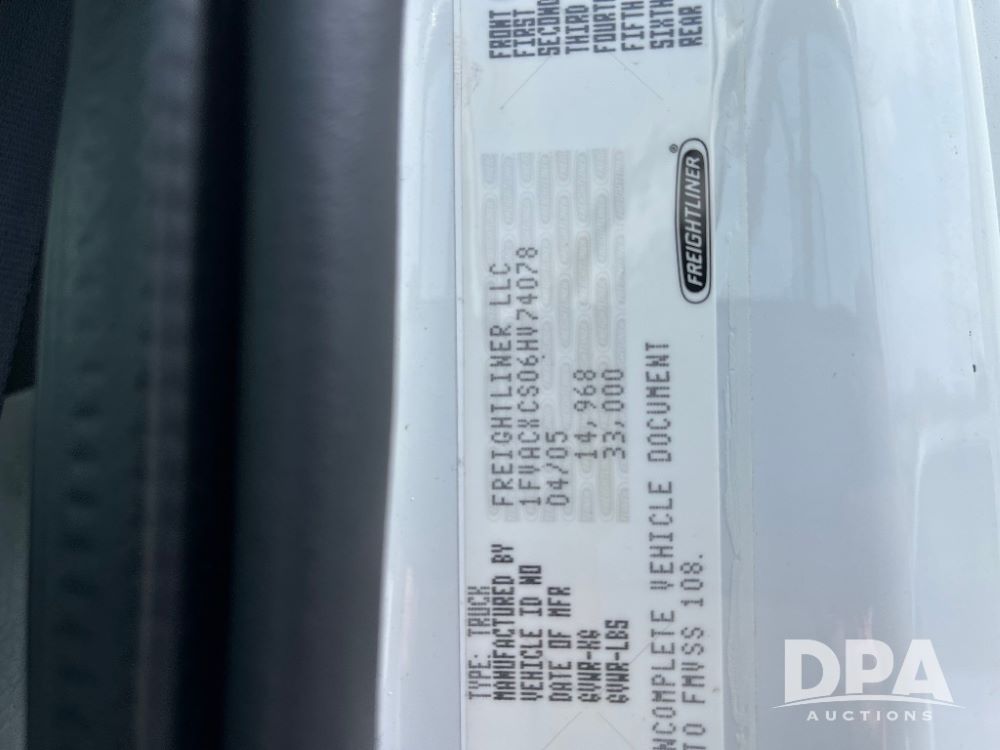 TYPE: TRUCK
MANUFACTURED BY FREIGHTLINER LLC
VEHICLE ID NO 1FVACXCS06HV74078
DATE OF MFR 04/05
GVWR-KG 14,968
GVWR-LBS 33,000
NCOMPLETE VEHICLE DOCUMENT
TO FMVSS 108.
FREIGHTLINER®
FRONT
FIRST
SECOND
THIRD
FOURTH
FIFTH
SIXTH
REAR
DPA
AUCTIONS